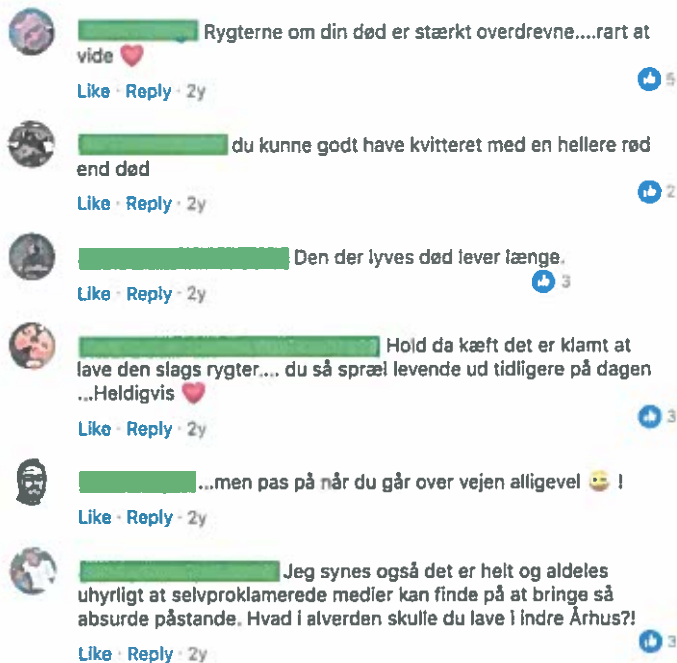 Rygterne om din død er stærkt overdrevne....rart at
vide ❤
Like · Reply · 2y
5
du kunne godt have kvitteret med en hellere rød
end død
Like · Reply · 2y
2
Den der lyves død lever længe.
Like · Reply · 2y
3
Hold da kæft det er klamt at
lave den slags rygter.... du så spræl levende ud tidligere på dagen
...Heldigvis ❤
Like · Reply · 2y
3
...men pas på når du går over vejen alligevel 😀 !
Like · Reply · 2y
Jeg synes også det er helt og aldeles
uhyrligt at selvproklamerede medier kan finde på at bringe så
absurde påstande. Hvad i alverden skulle du lave i indre Århus?!
Like · Reply · 2y
3